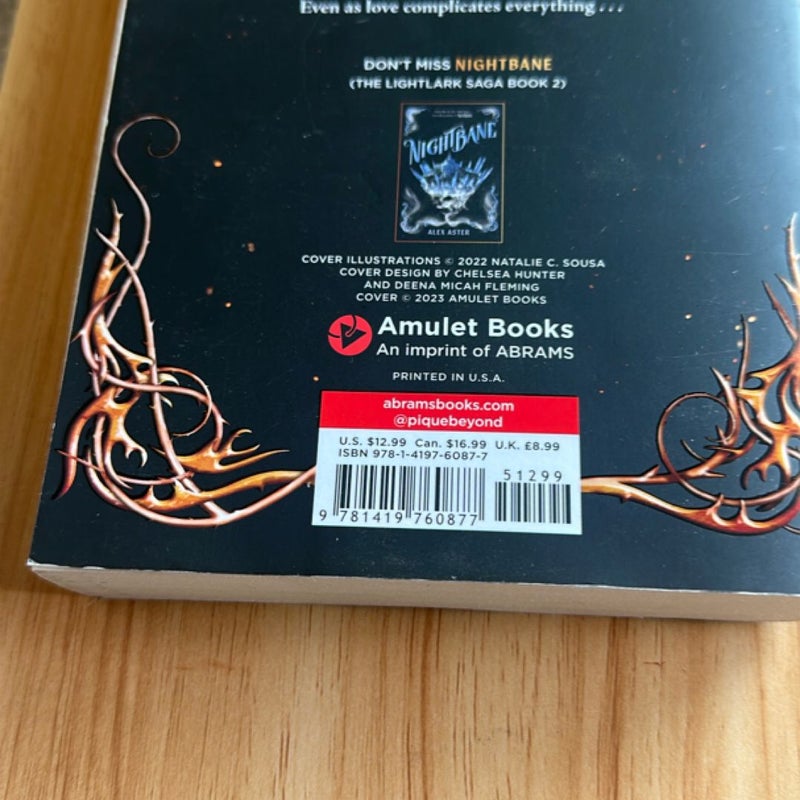 Even as love complicates everything . . .
DON'T MISS NIGHTBANE
(THE LIGHTLARK SAGA BOOK 2)
NIGHTBANE
ALEX ASTER
COVER ILLUSTRATIONS © 2022 NATALIE C. SOUSA
COVER DESIGN BY CHELSEA HUNTER
AND DEENA MICAH FLEMING
COVER © 2023 AMULET BOOKS
Amulet Books
An imprint of ABRAMS
PRINTED IN U.S.A.
abramsbooks.com
@piquebeyond
U.S. $12.99 Can. $16.99 U.K. £8.99
ISBN 978-1-4197-6087-7
51299
9 781419 760877